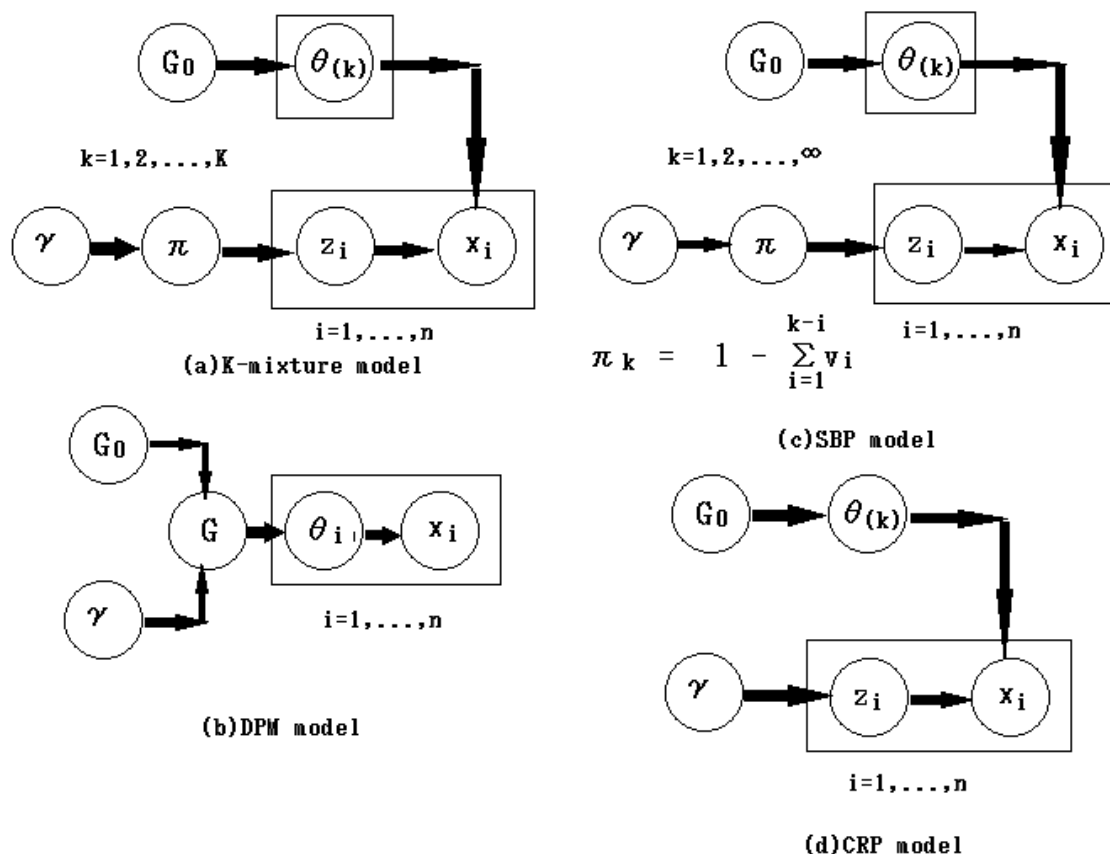 G0 θ(k)
k=1,2,...,K
γ π zi xi
i=1,...,n
(a)K-mixture model
G0 θ(k)
k=1,2,...,∞
γ π zi xi
i=1,...,n
πk = 1 - k-i∑i=1 vi
(c)SBP model
G0
G θi xi
γ
i=1,...,n
(b)DPM model
G0 θ(k)
γ zi xi
i=1,...,n
(d)CRP model